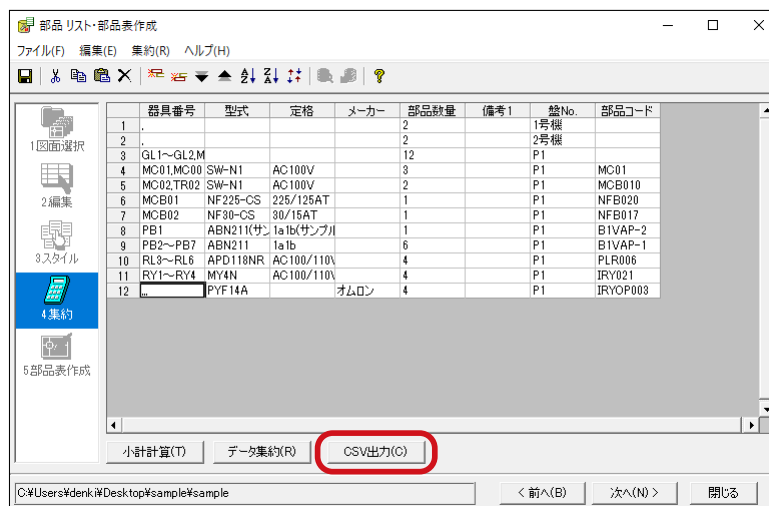 部品リスト・部品表作成
ファイル(F) 編集(E) 集約(R) ヘルプ(H)
器具番号 型式 定格 メーカー 部品数量 備考1 盤No. 部品コード
1 . 2 1号機
2 . 2 2号機
3 GL1～GL2,M 12 P1
4 MC01,MC00 SW-N1 AC100V 3 P1 MC01
5 MC02,TR02 SW-N1 AC100V 2 P1 MCB010
6 MCB01 NF225-CS 225/125AT 1 P1 NFB020
7 MCB02 NF30-CS 30/15AT 1 P1 NFB017
8 PB1 ABN211(サン 1a1b(サンプル 1 P1 B1VAP-2
9 PB2～PB7 ABN211 1a1b 6 P1 B1VAP-1
10 RL3～RL6 APD118NR AC100/110V 4 P1 PLR006
11 RY1～RY4 MY4N AC100/110V 4 P1 IRY021
12 ... PYF14A オムロン 4 P1 IRYOP003
1図面選択
2.編集
3.スタイル
4.集約
5部品表作成
小計計算(T) データ集約(R) CSV出力(C)
C:¥Users¥denki¥Desktop¥sample¥sample
< 前へ(B) 次へ(N) > 閉じる